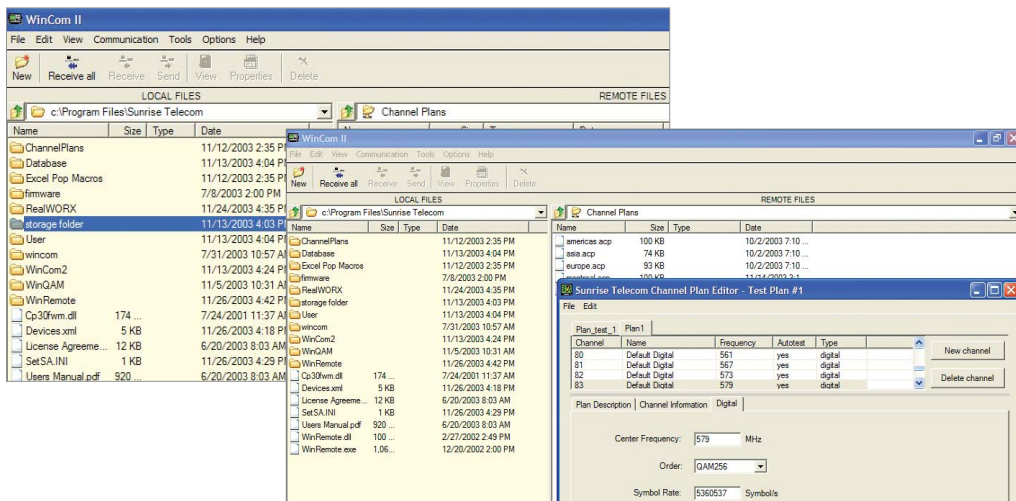 WinCom II
File Edit View Communication Tools Options Help
New Receive all Receive Send View Properties Delete
LOCAL FILES REMOTE FILES
c:\Program Files\Sunrise Telecom Channel Plans
Name Size Type Date
ChannelPlans 11/12/2003 2:35
Database 11/13/2003 4:04
Excel Pop Macros 11/12/2003 2:35
firmware 7/8/2003 2:00 PM
RealWORX 11/24/2003 4:35
storage folder 11/13/2003 4:03
User 11/13/2003 4:04
wincom 7/31/2003 10:57
WinCom2 11/13/2003 4:24
WinQAM 11/5/2003 10:31
WinRemote 11/26/2003 4:42
Cp30fwm.dll 174 ... 7/24/2001 11:37
Devices.xml 5 KB 11/26/2003 4:18
License Agreeme... 12 KB 6/20/2003 8:03 AM
SetSA.INI 1 KB 11/26/2003 4:29
Users Manual.pdf 920 ... 6/20/2003 8:03 AM
WinCom II
File Edit View Communication Tools Options Help
New Receive all Receive Send View Properties Delete
LOCAL FILES REMOTE FILES
c:\Program Files\Sunrise Telecom Channel Plans
Name Size Type Date Name Size Type Date
ChannelPlans 11/12/2003 2:35 PM americas.acp 100 KB 10/2/2003 7:10 ...
Database 11/13/2003 4:04 PM asia.acp 74 KB 10/2/2003 7:10 ...
Excel Pop Macros 11/12/2003 2:35 PM europe.acp 93 KB 10/2/2003 7:10 ...
firmware 7/8/2003 2:00 PM
RealWORX 11/24/2003 4:35 PM
storage folder 11/13/2003 4:03 PM
User 11/13/2003 4:04 PM
wincom 7/31/2003 10:57 AM
WinCom2 11/13/2003 4:24 PM
WinQAM 11/5/2003 10:31 AM
WinRemote 11/26/2003 4:42 PM
Cp30fwm.dll 174 ... 7/24/2001 11:37 AM
Devices.xml 5 KB 11/26/2003 4:18 PM
License Agreeme... 12 KB 6/20/2003 8:03 AM
SetSA.INI 1 KB 11/26/2003 4:29 PM
Users Manual.pdf 920 ... 6/20/2003 8:03 AM
WinRemote.dll 100 ... 2/27/2002 2:49 PM
WinRemote.exe 1,06... 12/20/2002 2:00 PM
Sunrise Telecom Channel Plan Editor - Test Plan #1
File Edit
Plan_test_1 Plan1
Channel Name Frequency Autotest Type
80 Default Digital 561 yes digital
81 Default Digital 567 yes digital
82 Default Digital 573 yes digital
83 Default Digital 579 yes digital
New channel
Delete channel
Plan Description Channel Information Digital
Center Frequency: 579 MHz
Order: QAM256
Symbol Rate: 5360537 Symbol/s